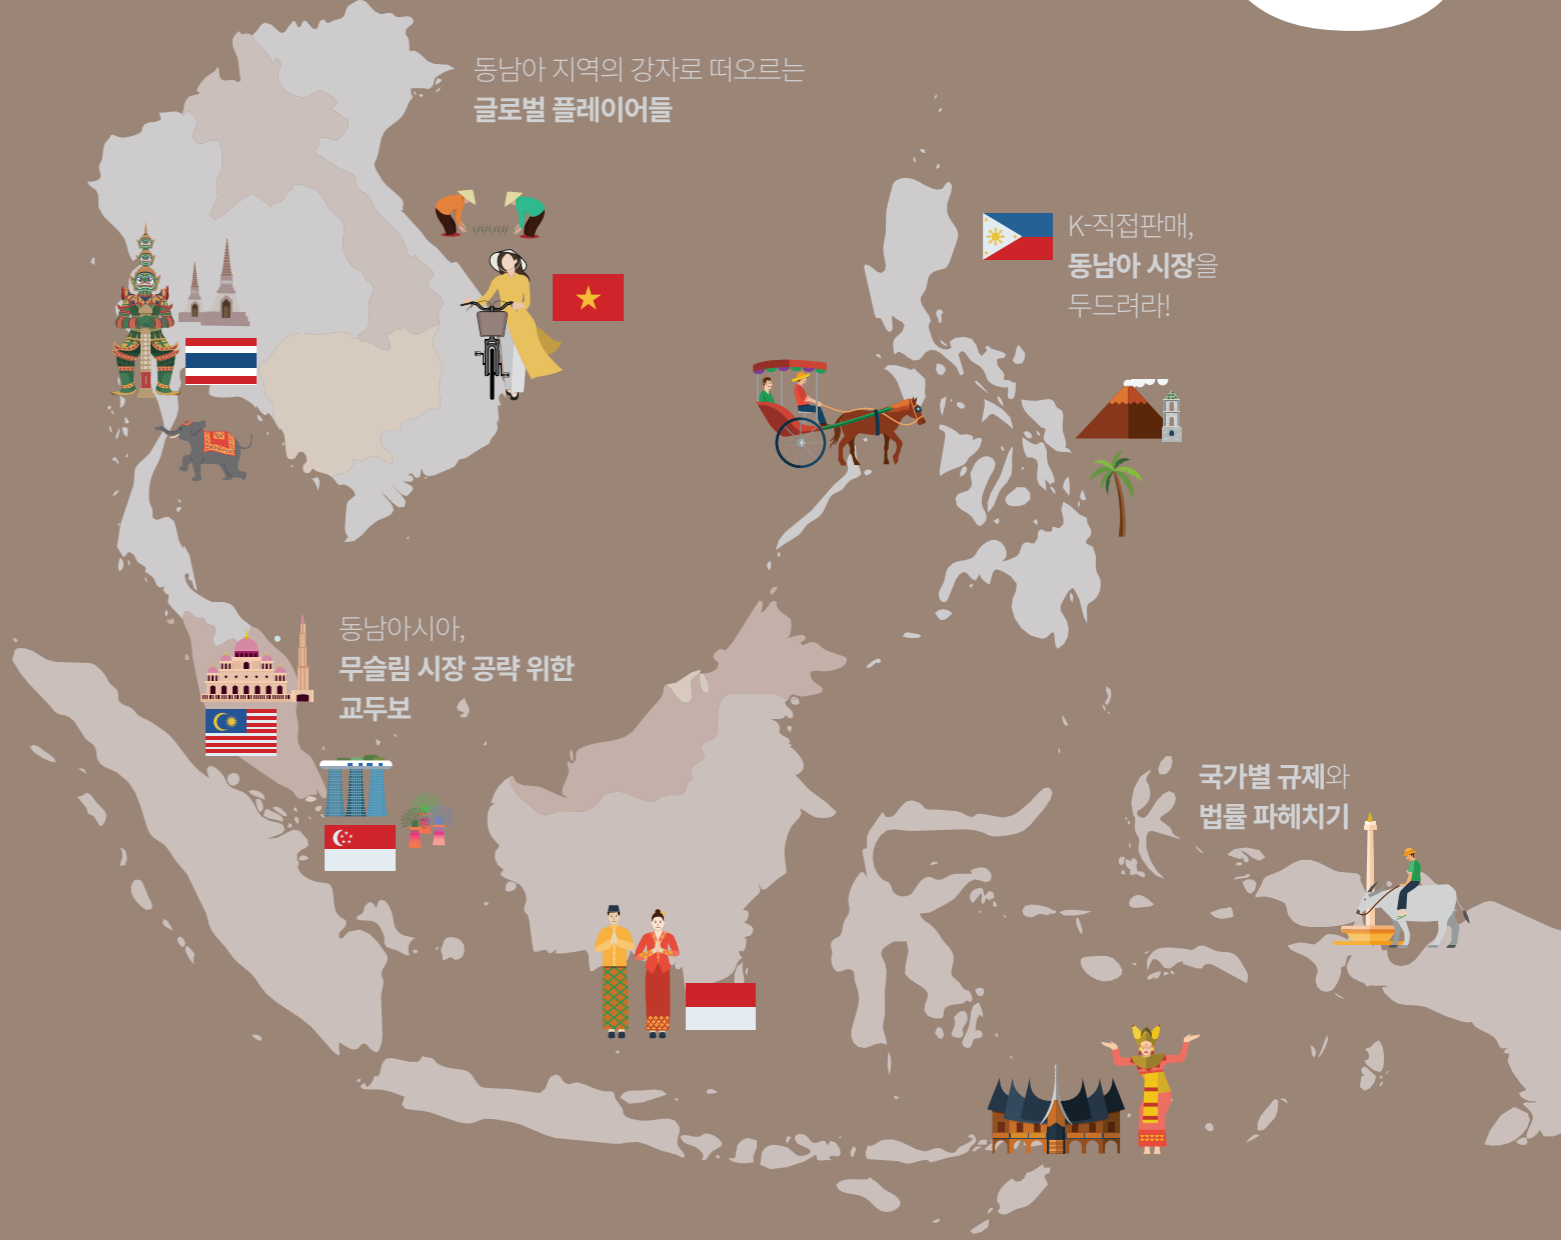 동남아 지역의 강자로 떠오르는
글로벌 플레이어들
K-직접판매,
동남아 시장을
두드려라!
동남아시아,
무슬림 시장 공략 위한
교두보
국가별 규제와
법률 파헤치기